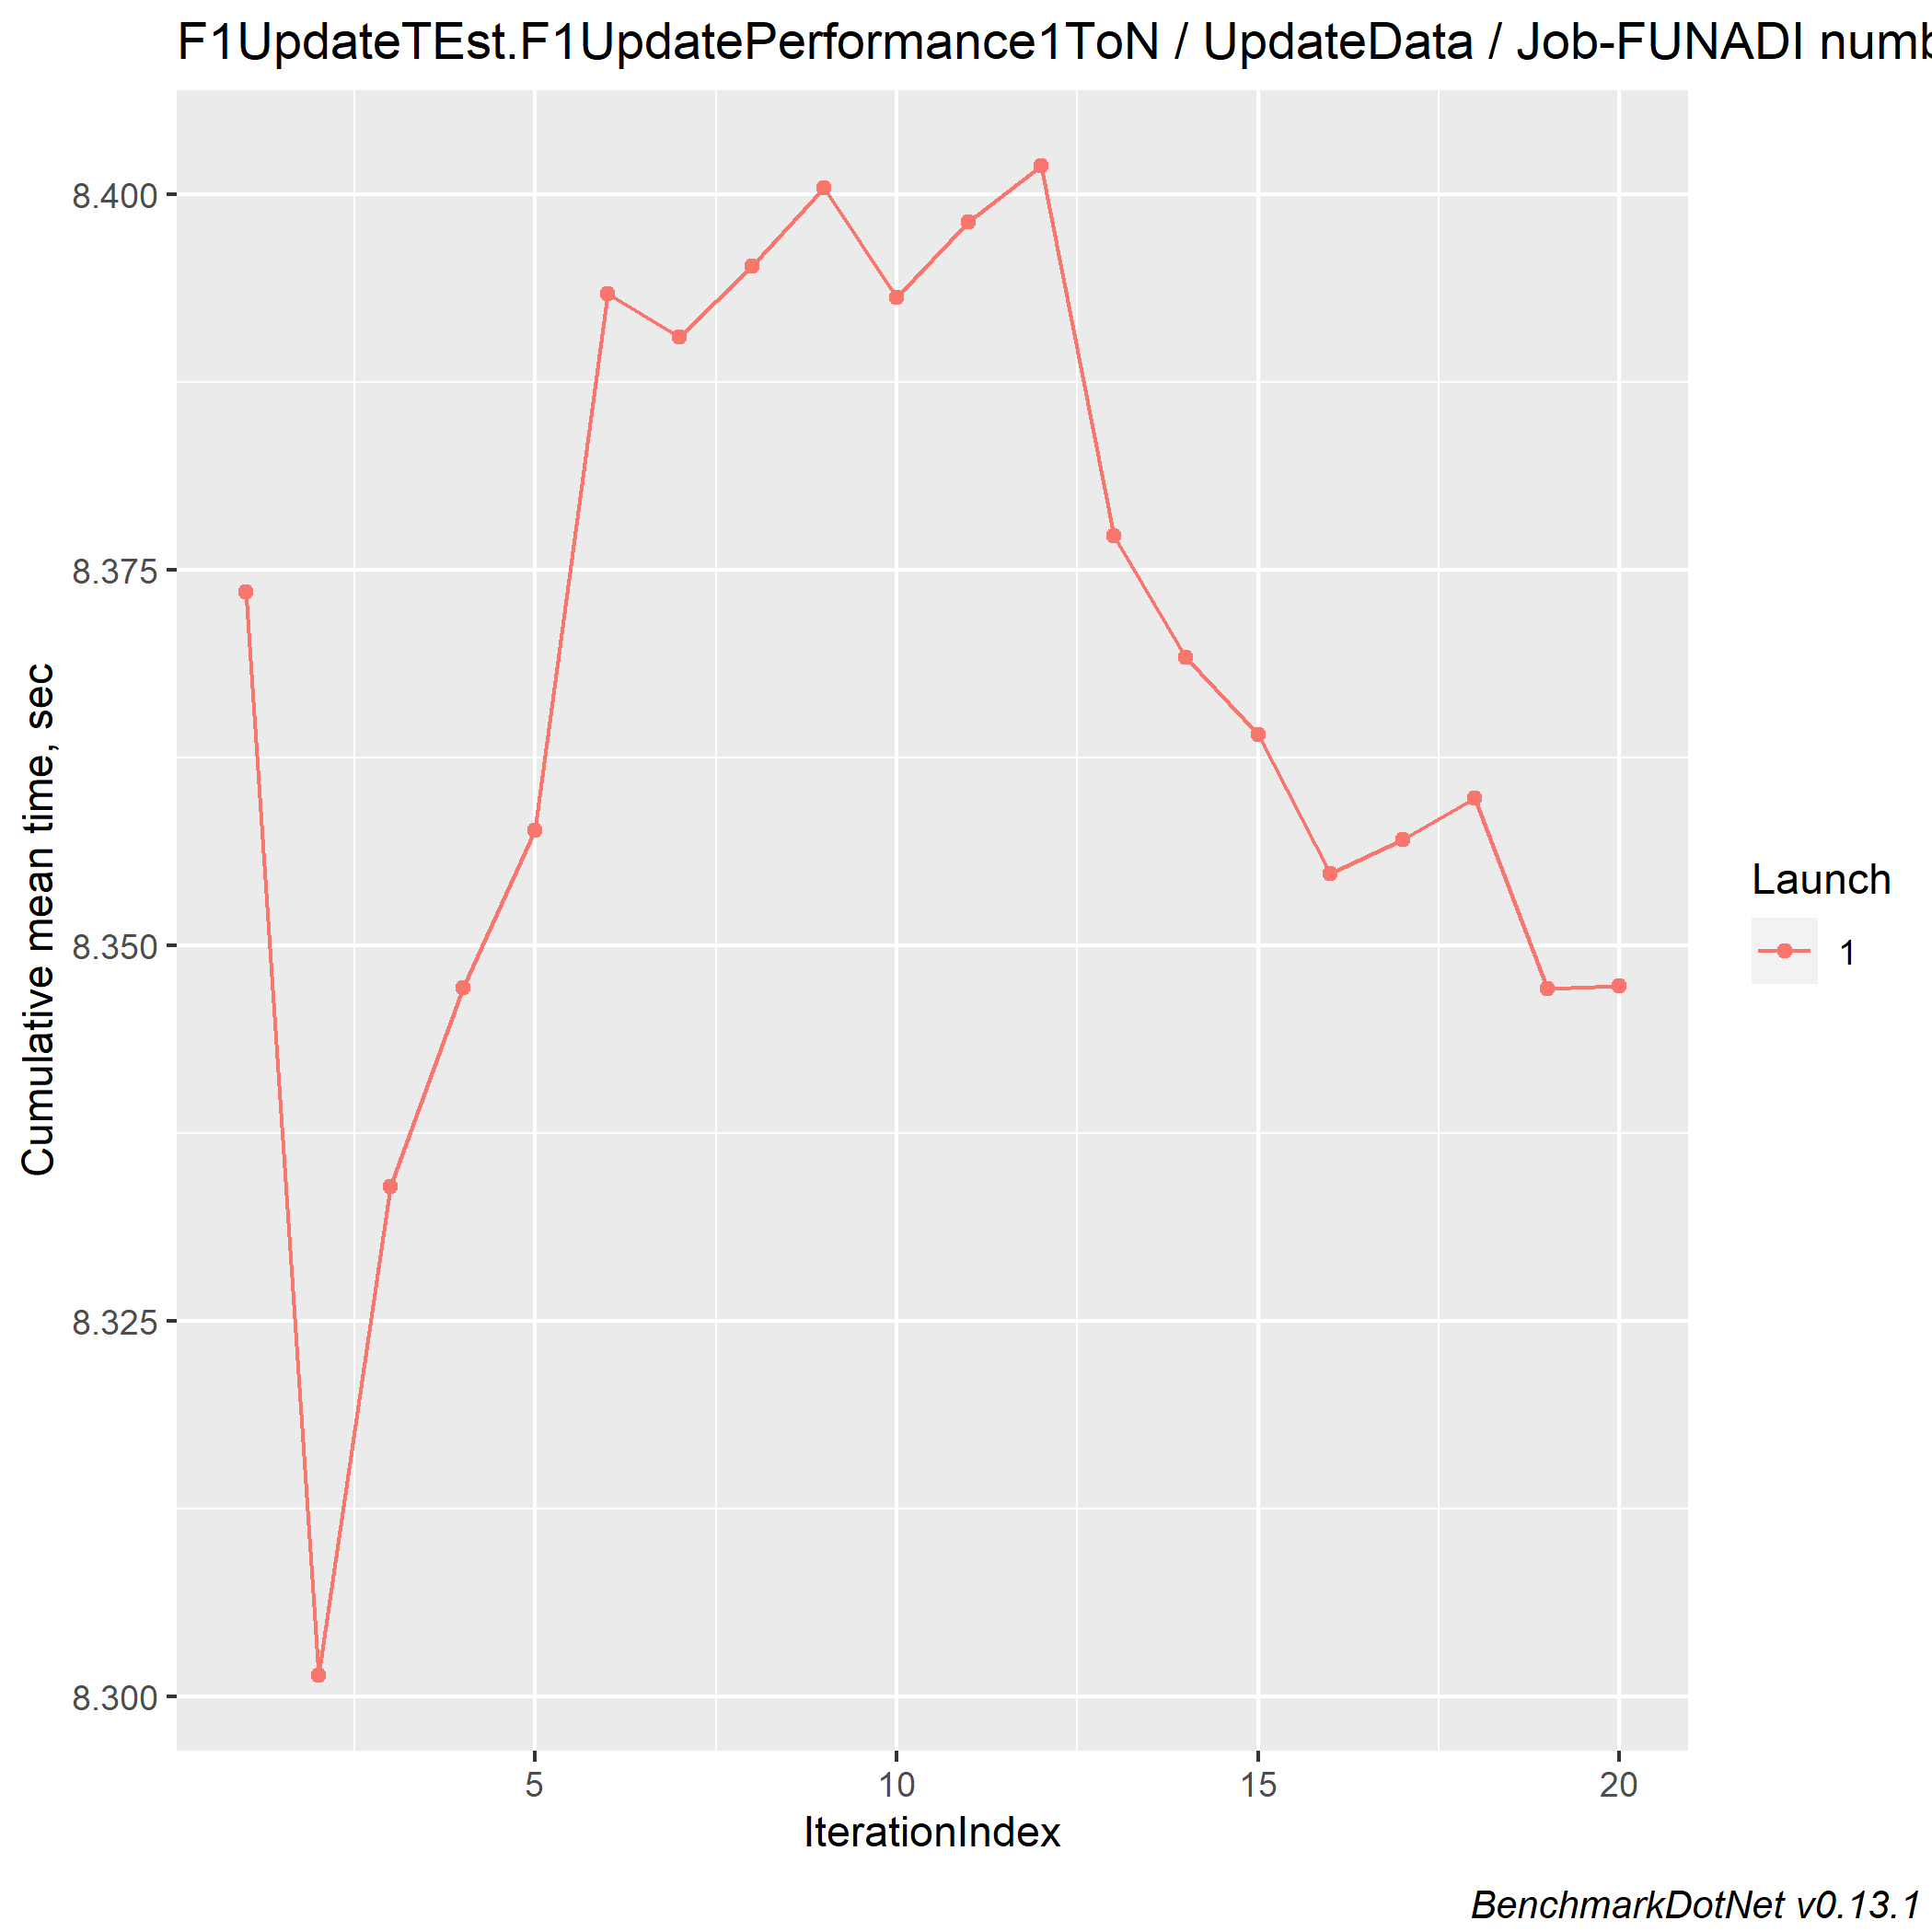 F1UpdateTEst.F1UpdatePerformance1ToN / UpdateData / Job-FUNADI numb
8.400
8.375
8.350
8.325
8.300
Cumulative mean time, sec
5 10 15 20
IterationIndex
Launch
1
BenchmarkDotNet v0.13.1